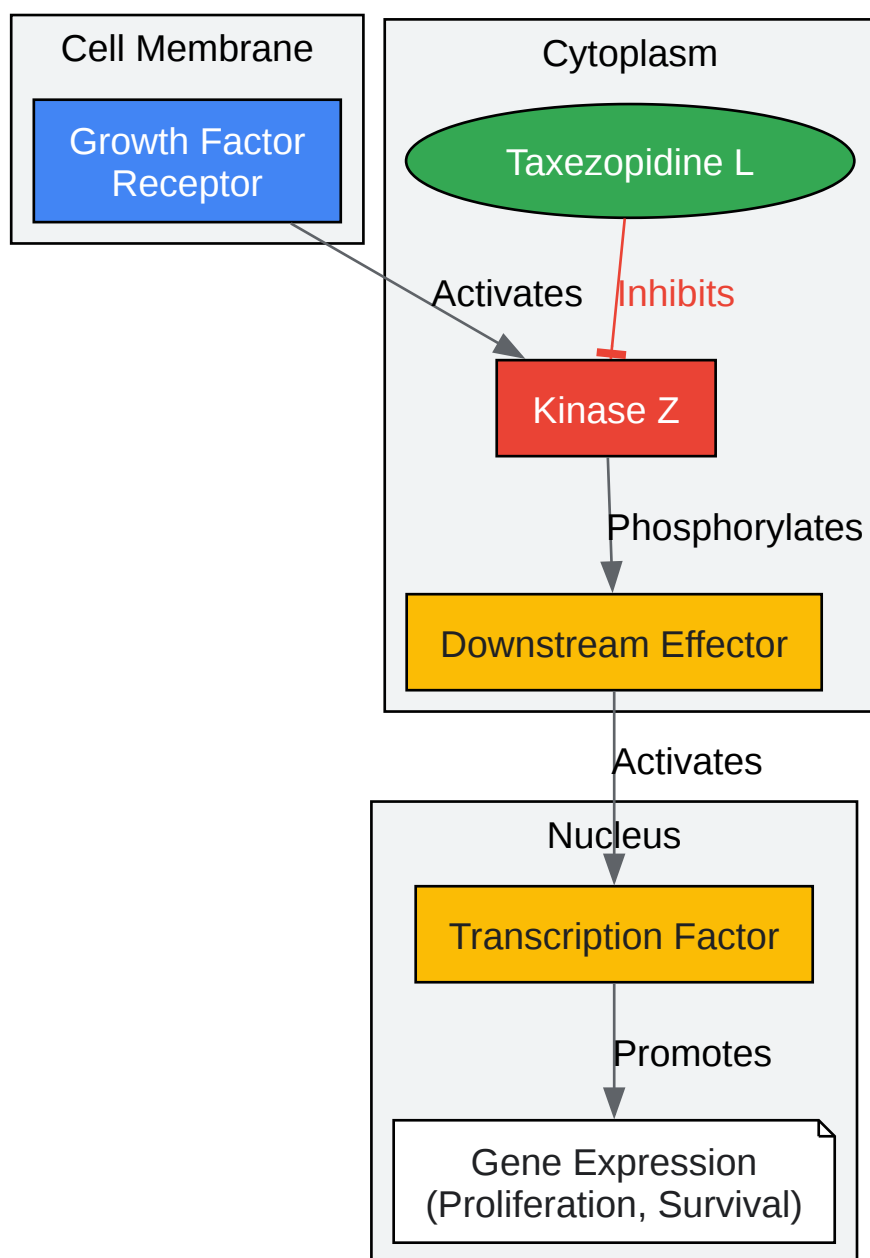 Cell Membrane
Growth Factor
Receptor
Cytoplasm
Taxezopidine L
Activates
Inhibits
Kinase Z
Phosphorylates
Downstream Effector
Activates
Nucleus
Transcription Factor
Promotes
Gene Expression
(Proliferation, Survival)